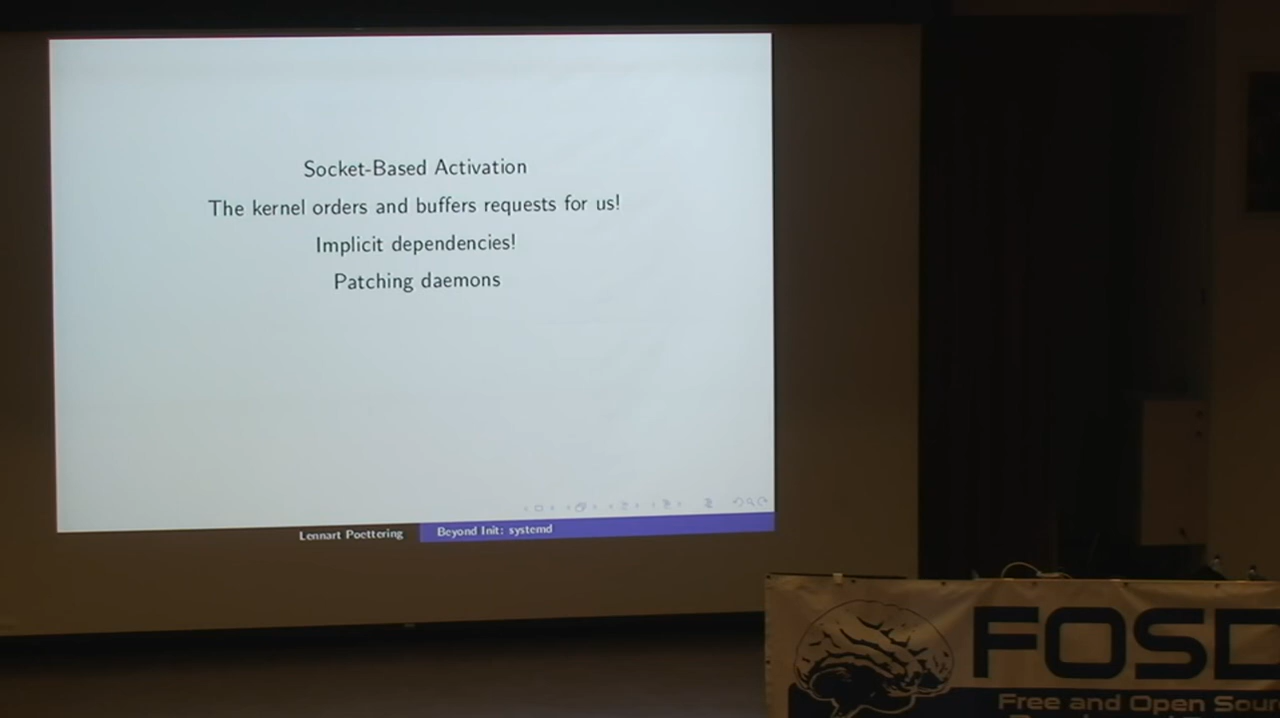 Socket-Based Activation
The kernel orders and buffers requests for us!
Implicit dependencies!
Patching daemons
Lennart Poettering
Beyond Init: systemd
FOSD
Free and Open Sour